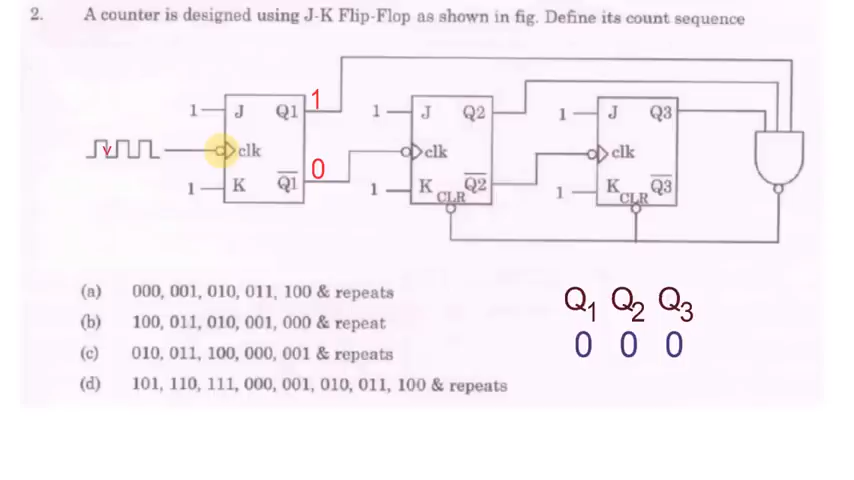 2. A counter is designed using J-K Flip-Flop as shown in fig. Define its count sequence
1 J Q1 1 1 J Q2 1 J Q3
clk clk clk
1 K Q1 0 1 K Q2 1 K Q3
CLR CLR
(a) 000, 001, 010, 011, 100 & repeats
(b) 100, 011, 010, 001, 000 & repeat
(c) 010, 011, 100, 000, 001 & repeats
(d) 101, 110, 111, 000, 001, 010, 011, 100 & repeats
Q1 Q2 Q3
0 0 0